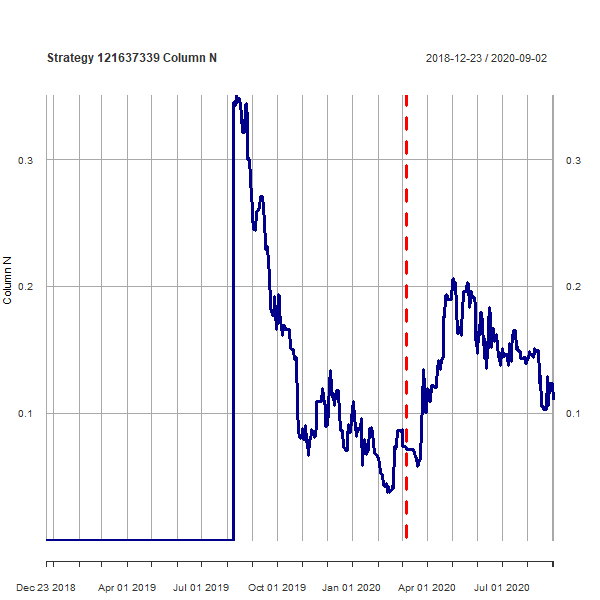 Strategy 121637339 Column N
2018-12-23 / 2020-09-02
0.3
0.3
0.2
0.2
0.1
0.1
Column N
Dec 23 2018
Apr 01 2019
Jul 01 2019
Oct 01 2019
Jan 01 2020
Apr 01 2020
Jul 01 2020